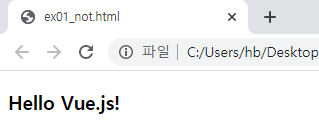 ex01_not.html
파일 C:/Users/hb/Desktop
Hello Vue.js!